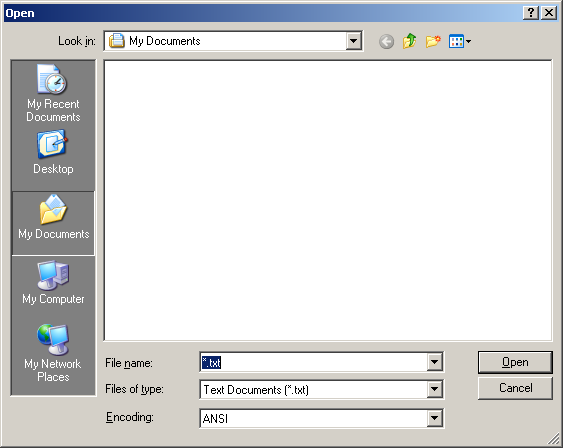 Open
Look in:
My Documents
My Recent
Documents
Desktop
My Documents
My Computer
My Network
Places
File name:
*.txt
Open
Files of type:
Text Documents (*.txt)
Cancel
Encoding:
ANSI